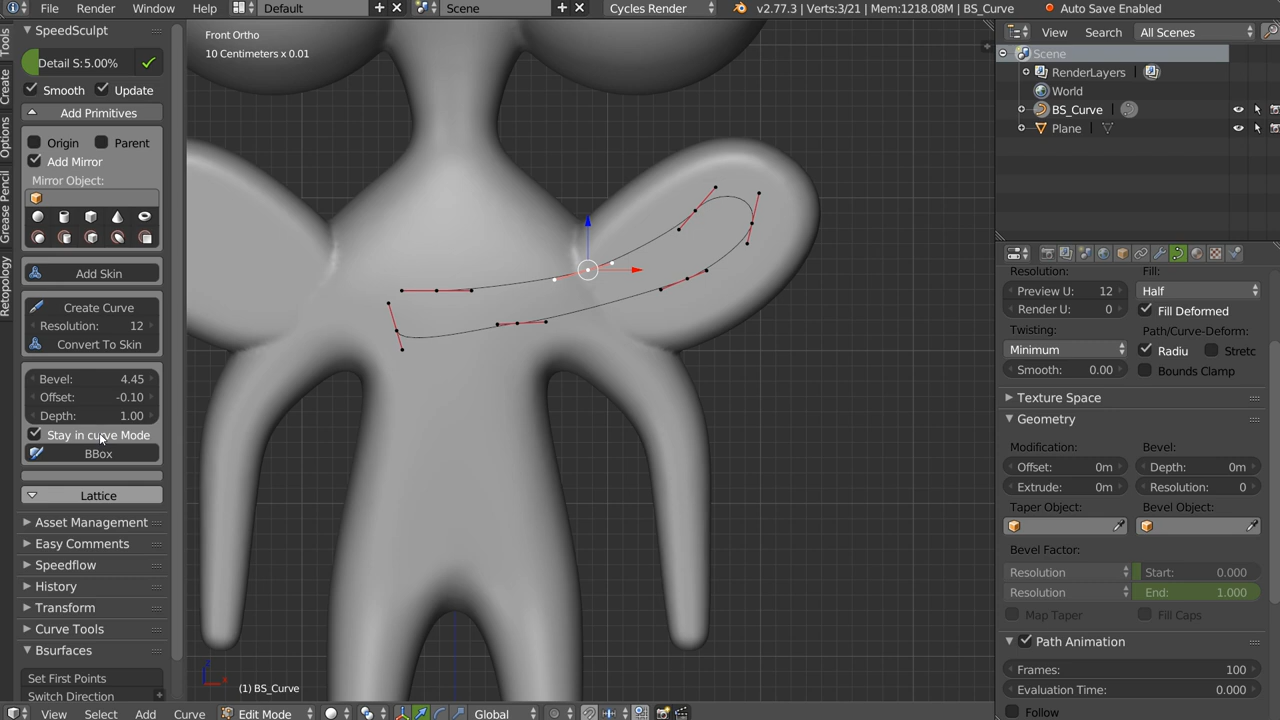 File Render Window Help Default Scene Cycles Render v2.77.3 | Verts:3/21 | Mem:1218.08M | BS_Curve Auto Save Enabled
Tools
Create
Options
Grease Pencil
Retopology
SpeedSculpt
Detail S: 5.00%
Smooth Update
Add Primitives
Origin Parent
Add Mirror
Mirror Object:
Add Skin
Create Curve
Resolution: 12
Convert To Skin
Bevel: 4.45
Offset: -0.10
Depth: 1.00
Stay in curve Mode
BBox
Lattice
Asset Management
Easy Comments
Speedflow
History
Transform
Curve Tools
Bsurfaces
Set First Points
Switch Direction
Front Ortho
10 Centimeters x 0.01
(1) BS_Curve
View Select Add Curve Edit Mode Global
View Search All Scenes
Scene
RenderLayers
World
BS_Curve
Plane
Resolution: Fill:
Preview U: 12 Half
Render U: 0 Fill Deformed
Twisting: Path/Curve-Deform:
Minimum Radiu Stretc
Smooth: 0.00 Bounds Clamp
Texture Space
Geometry
Modification: Bevel:
Offset: 0m Depth: 0m
Extrude: 0m Resolution: 0
Taper Object: Bevel Object:
Bevel Factor:
Resolution Start: 0.000
Resolution End: 1.000
Map Taper Fill Caps
Path Animation
Frames: 100
Evaluation Time: 0.000
Follow